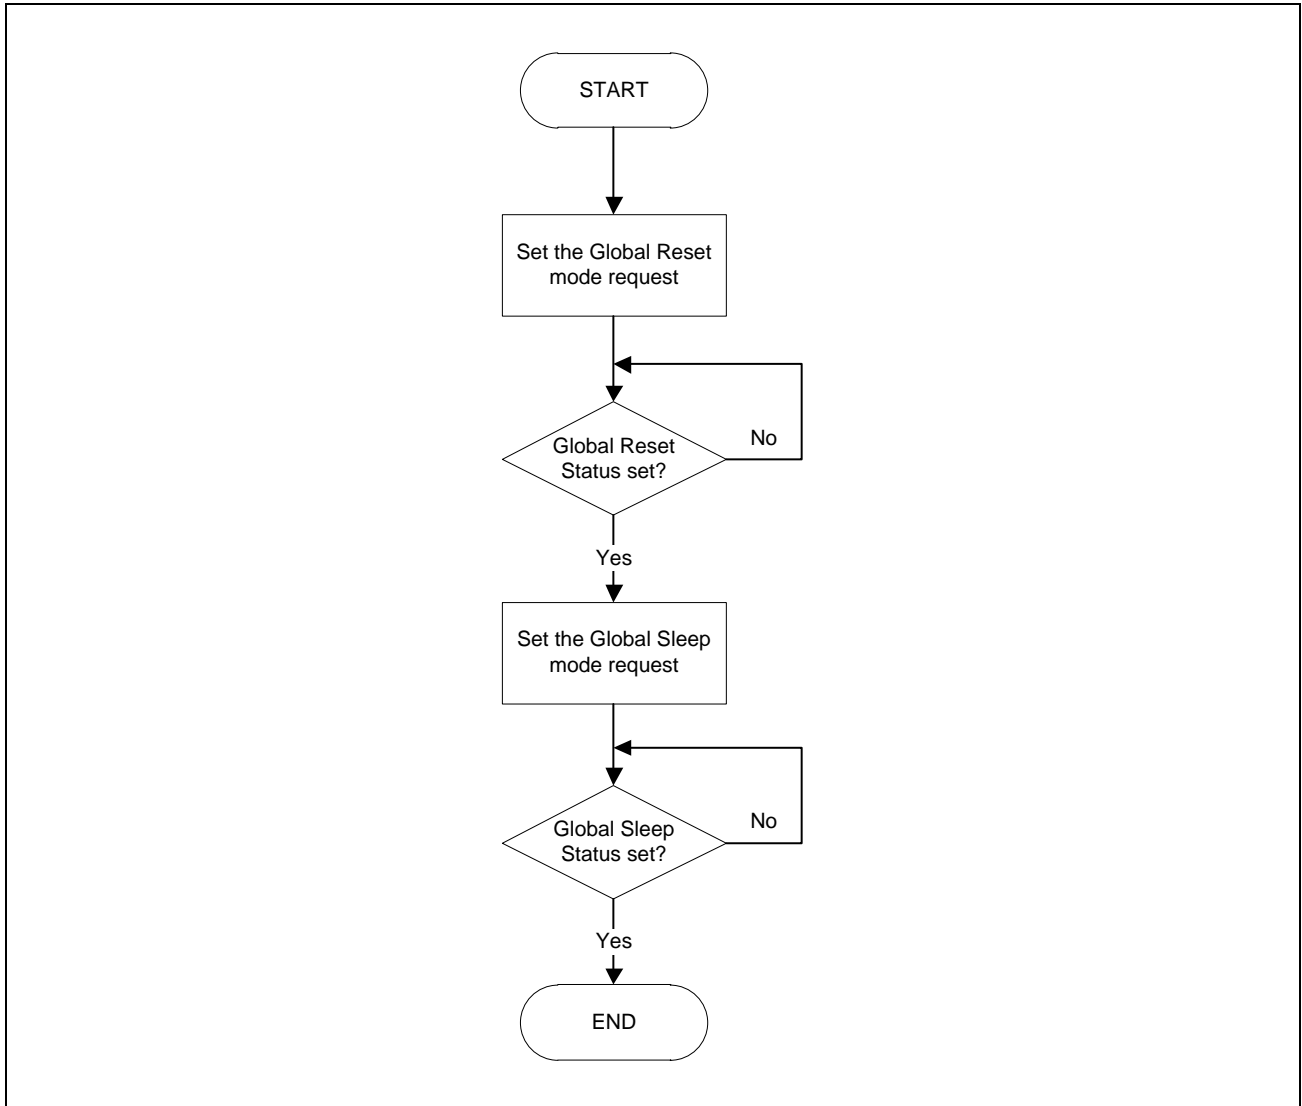 START
Set the Global Reset
mode request
Global Reset
Status set?
No
Yes
Set the Global Sleep
mode request
Global Sleep
Status set?
No
Yes
END